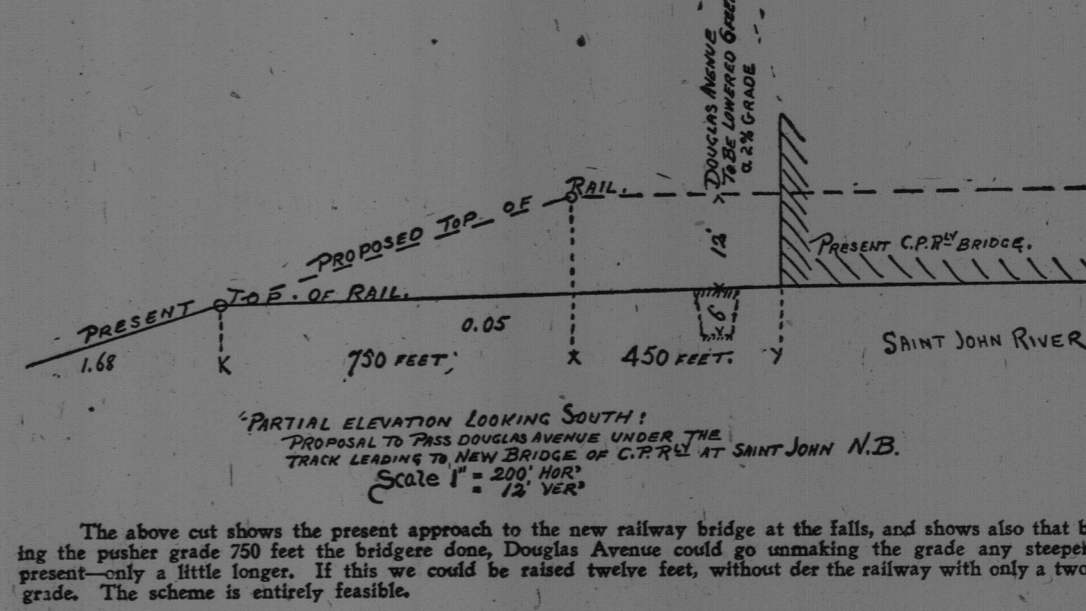 DOUGLAS AVENUE
TO BE LOWERED 6 FEET
a 2% GRADE
RAIL.
PROPOSED TOP OF
12'
PRESENT C.P.RLY BRIDGE.
PRESENT TOP. OF RAIL.
0.05
6'
1.68
K
750 FEET;
X
450 FEET.
Y
SAINT JOHN RIVER
"PARTIAL ELEVATION LOOKING SOUTH:
PROPOSAL TO PASS DOUGLAS AVENUE UNDER THE
TRACK LEADING TO NEW BRIDGE OF C.P.RLY AT SAINT JOHN N.B.
Scale 1" = 200' HOR'
= 12' VER'
The above cut shows the present approach to the new railway bridge at the falls, and shows also that b
ing the pusher grade 750 feet the bridgere done, Douglas Avenue could go unmaking the grade any steeper
present—only a little longer. If this we could be raised twelve feet, without der the railway with only a two
grade. The scheme is entirely feasible.